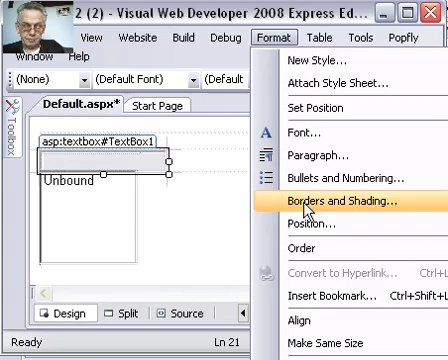 2 (2) - Visual Web Developer 2008 Express Ed
View Website Build Debug Format Table Tools Popfly
Window Help
(None) (Default Font) (Default
Default.aspx* Start Page
Toolbox
asp:textbox#TextBox1
Unbound
New Style...
Attach Style Sheet...
Set Position
Font...
Paragraph...
Bullets and Numbering...
Borders and Shading...
Position...
Order
Convert to Hyperlink... Ctrl+
Insert Bookmark... Ctrl+Shift+L
Align
Make Same Size
Design Split Source
Ready Ln 21